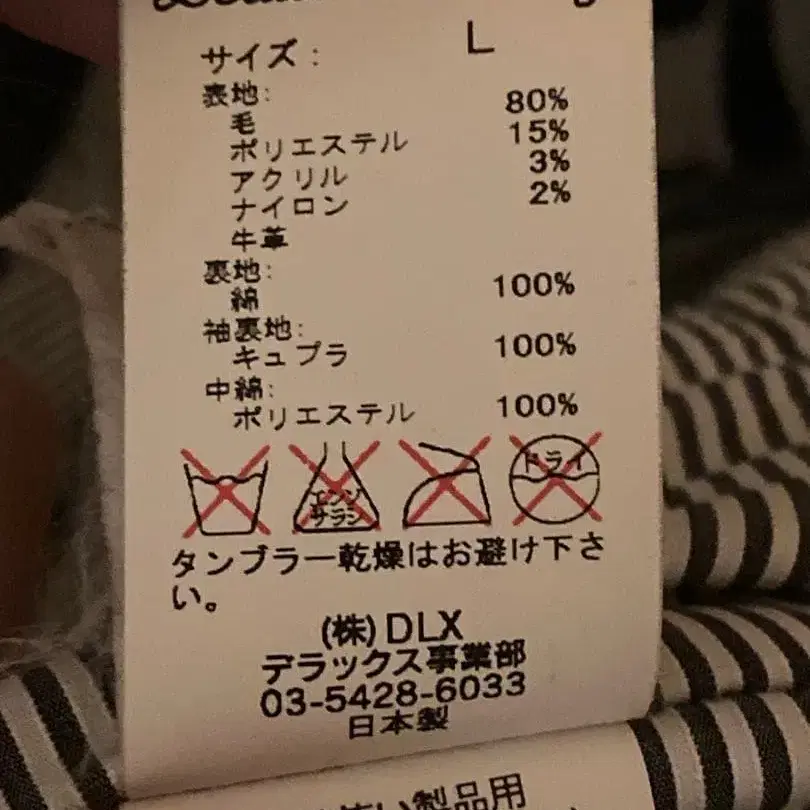 サイズ: L
表地:
毛 80%
ポリエステル 15%
アクリル 3%
ナイロン 2%
牛革
裏地:
綿 100%
袖裏地:
キュプラ 100%
中綿:
ポリエステル 100%
エンソ
サラシ
ドライ
タンブラー乾燥はお避け下さ
い。
(株)DLX
デラックス事業部
03-5428-6033
日本製
い製品用